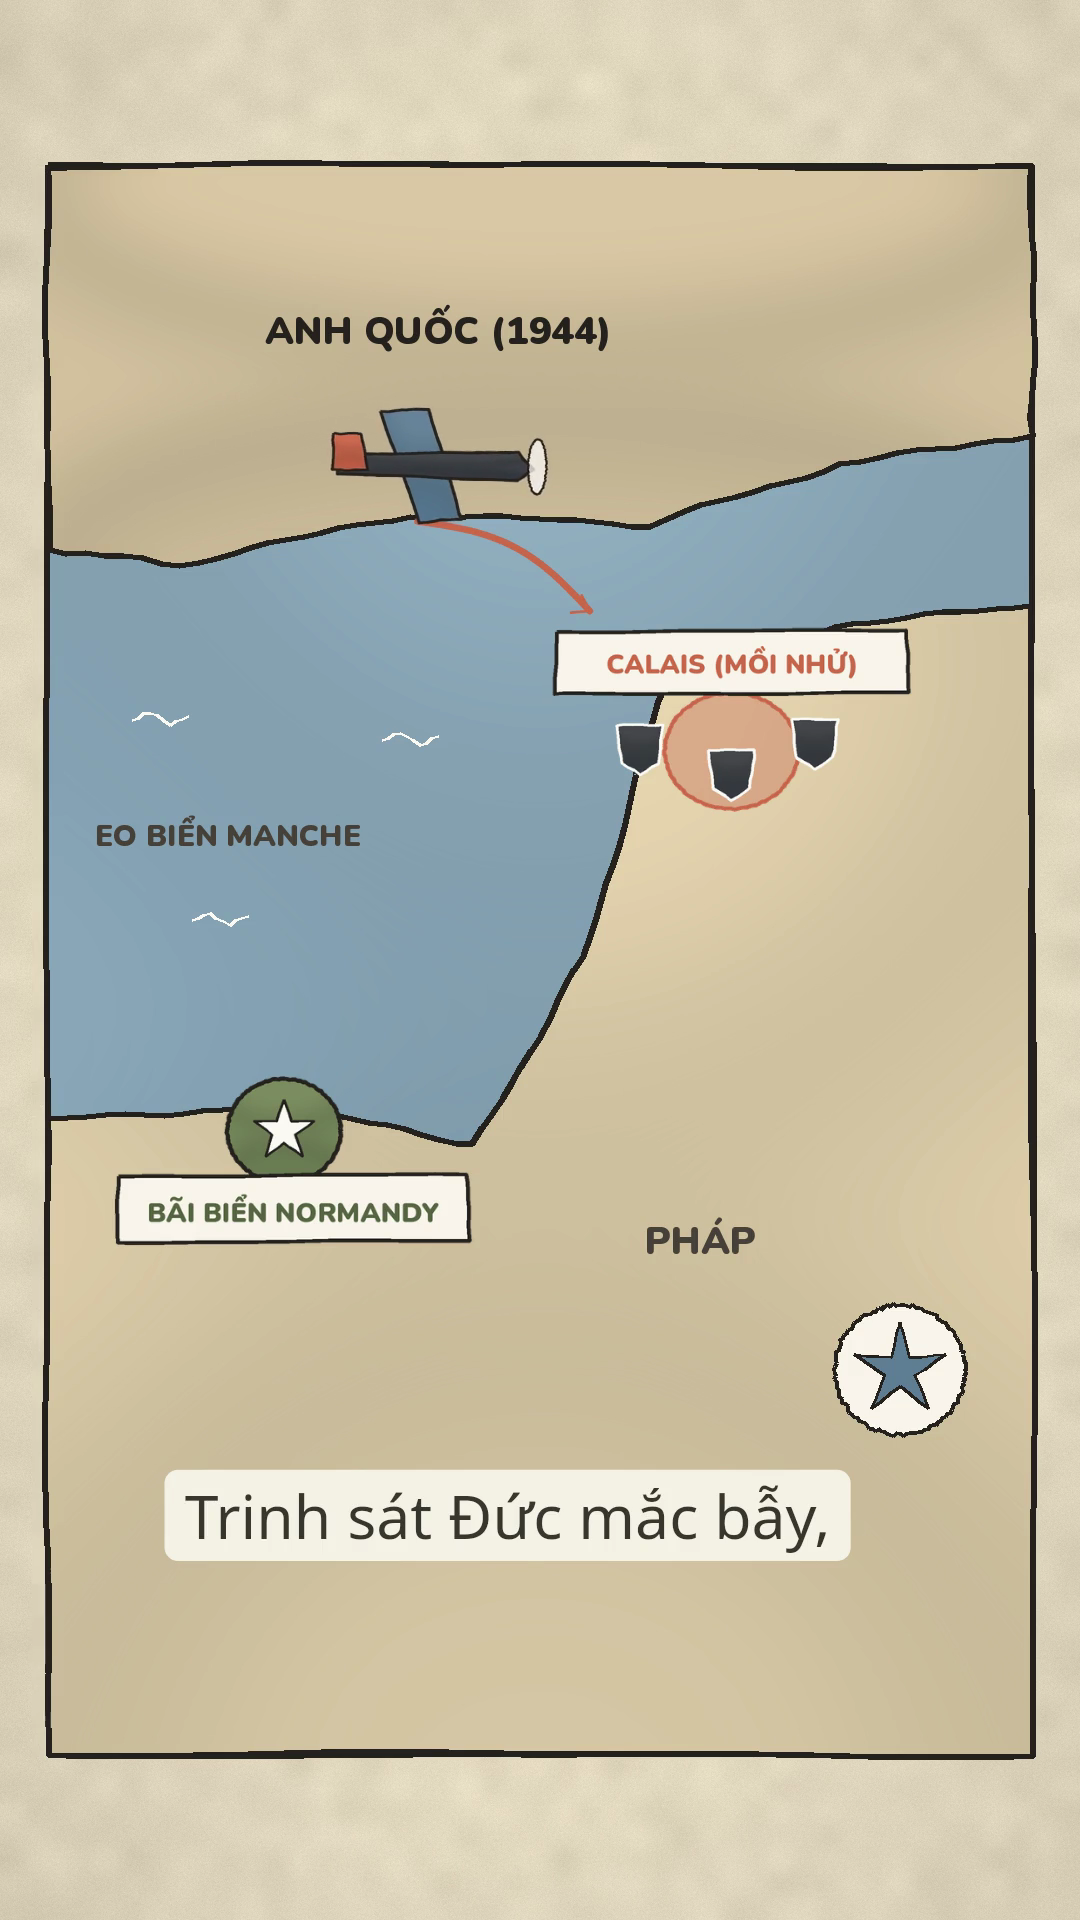 ANH QUỐC (1944)
CALAIS (MỒI NHỬ)
EO BIỂN MANCHE
BÃI BIỂN NORMANDY
PHÁP
Trinh sát Đức mắc bẫy,